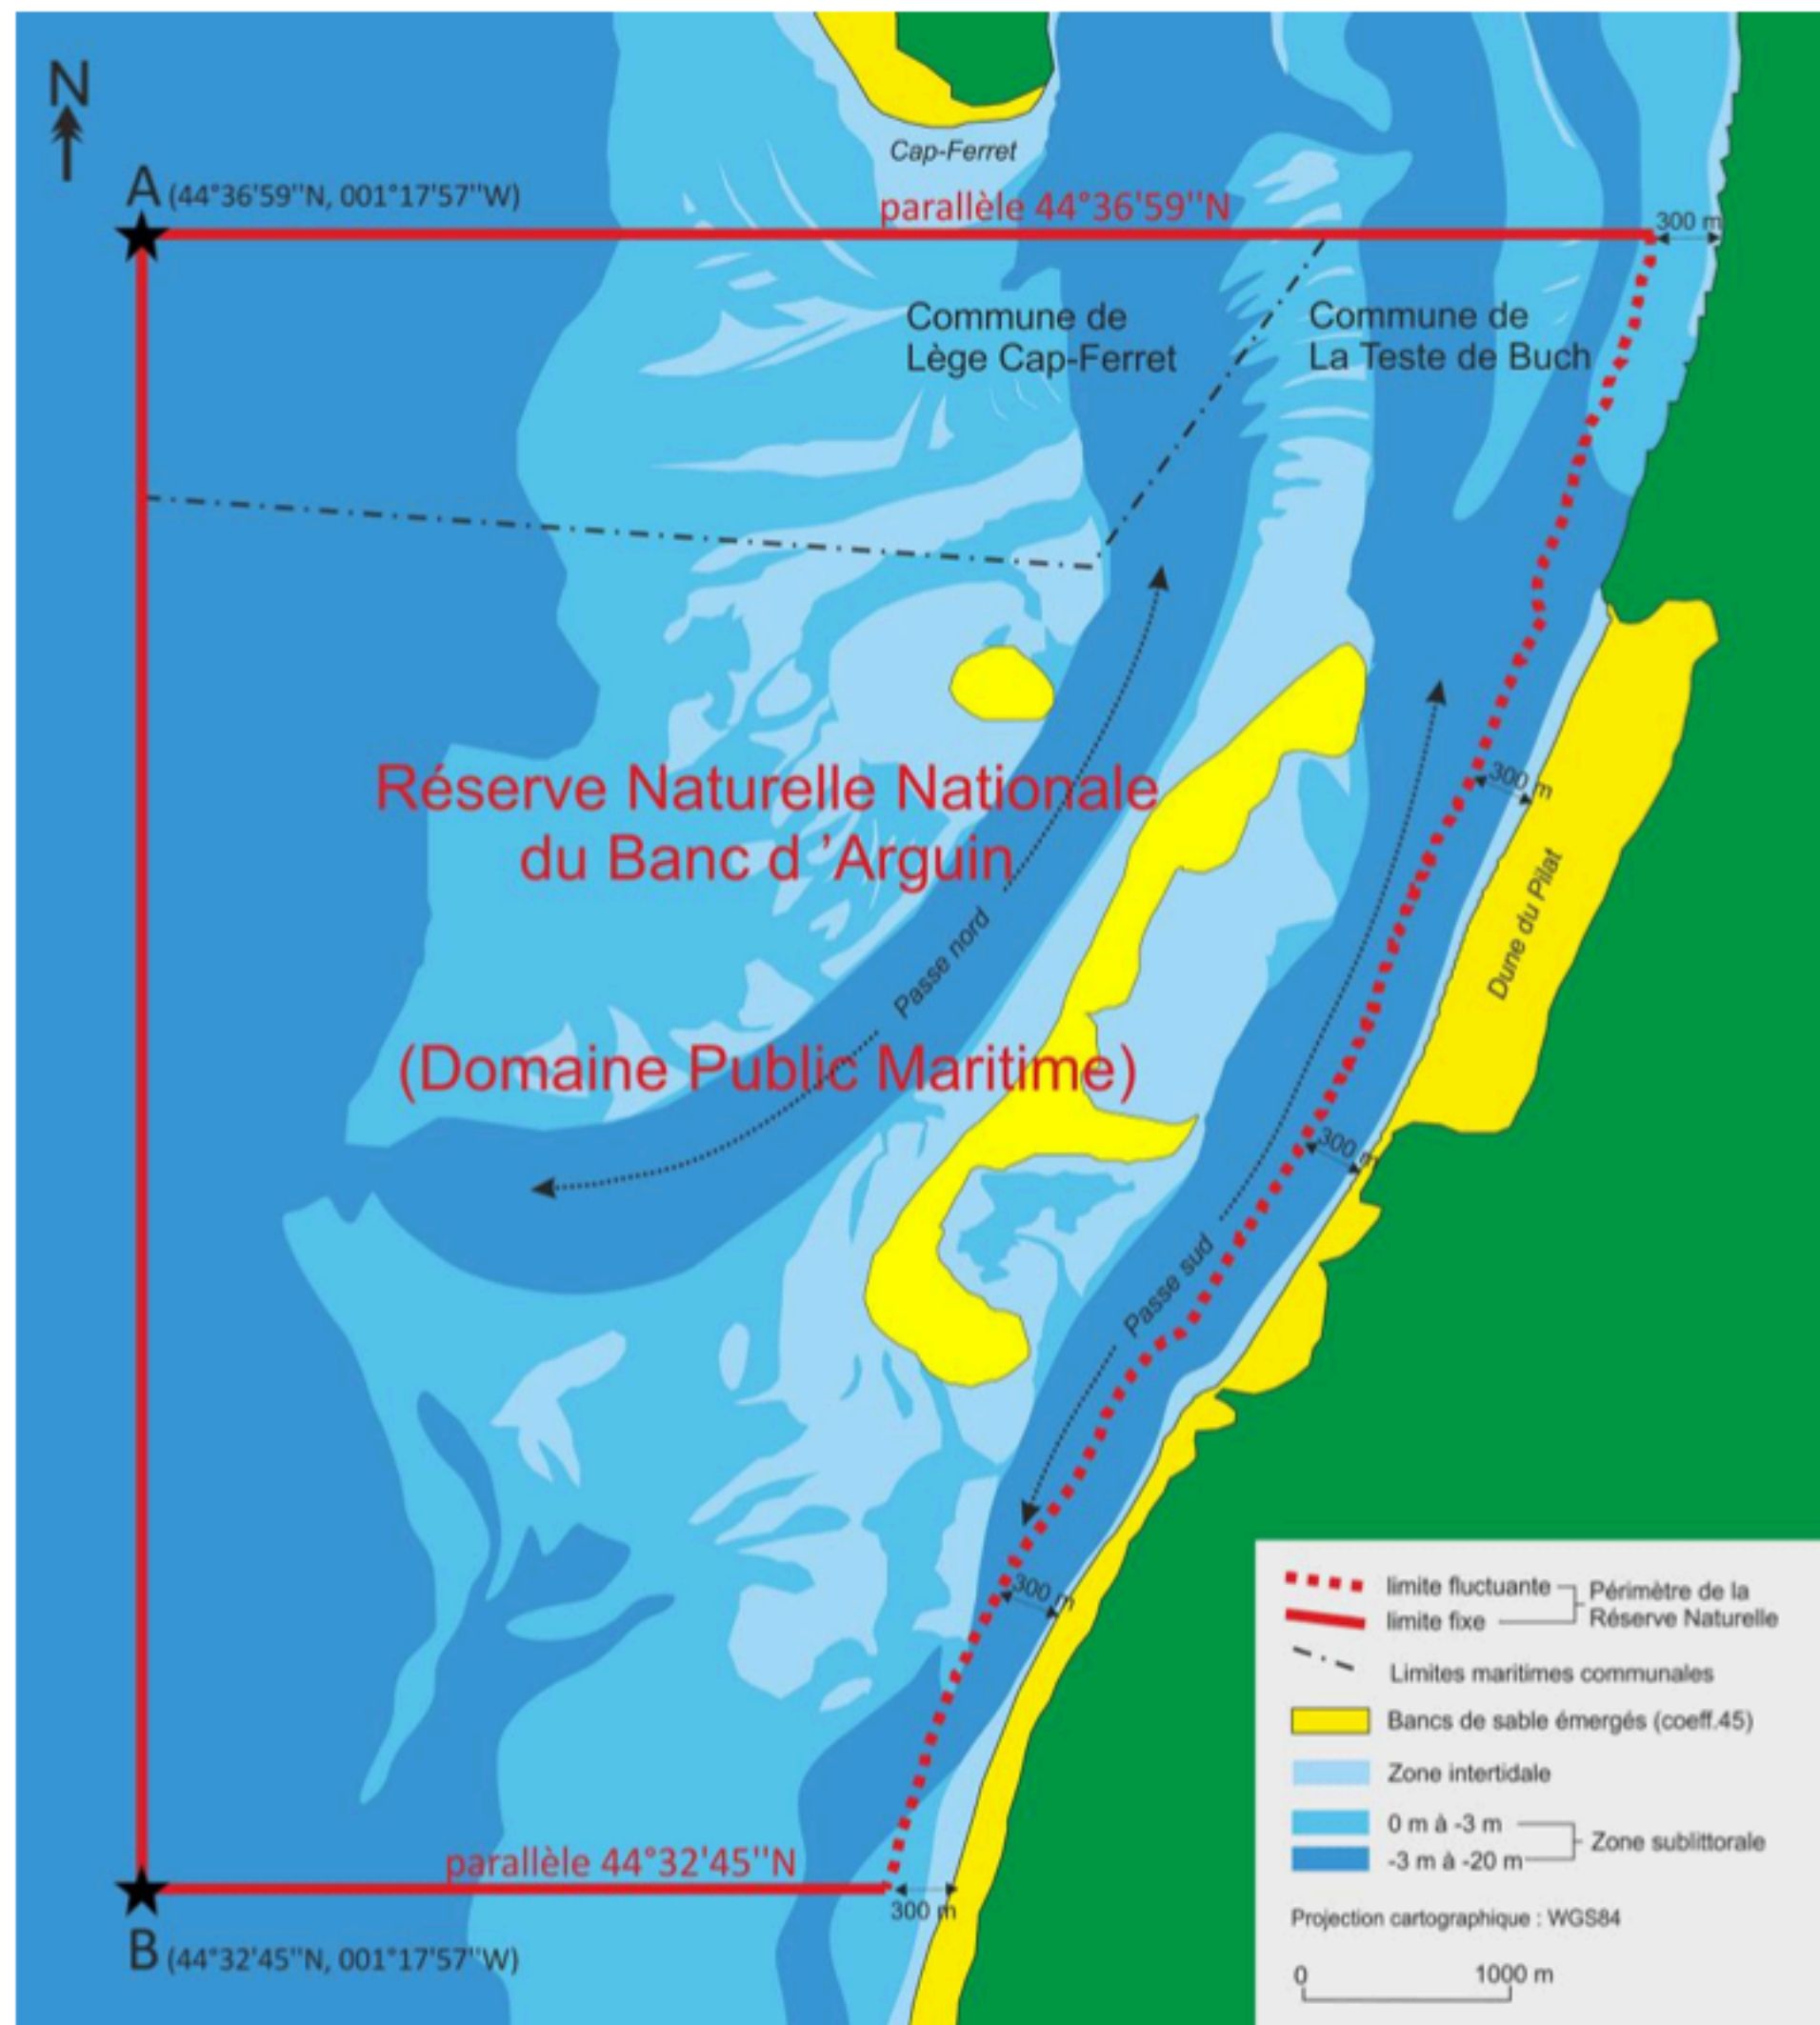 N
Cap-Ferret
A (44°36'59''N, 001°17'57''W)
parallèle 44°36'59''N
300 m
Commune de
Lège Cap-Ferret
Commune de
La Teste de Buch
Réserve Naturelle Nationale
du Banc d 'Arguin
300 m
Dune du Pilat
Passe nord
(Domaine Public Maritime)
300 m
Passe sud
300 m
parallèle 44°32'45''N
300 m
B (44°32'45''N, 001°17'57''W)
limite fluctuante
limite fixe
Périmètre de la
Réserve Naturelle
Limites maritimes communales
Bancs de sable émergés (coeff.45)
Zone intertidale
0 m à -3 m
-3 m à -20 m
Zone sublittorale
Projection cartographique : WGS84
0 1000 m